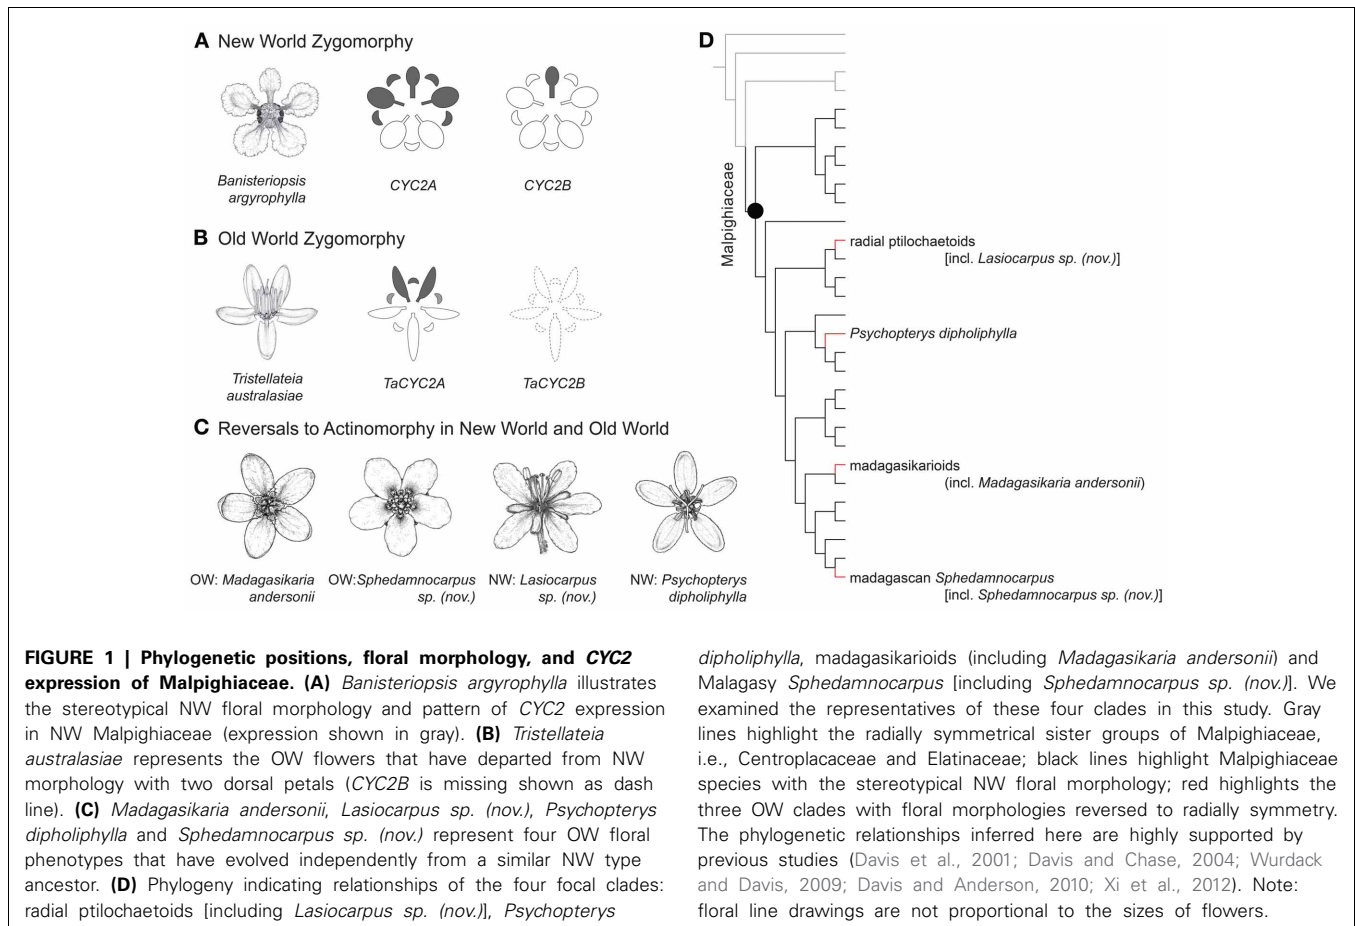 A New World Zygomorphy
Banisteriopsis
argyrophylla
CYC2A
CYC2B
B Old World Zygomorphy
Tristellateia
australasiae
TaCYC2A
TaCYC2B
C Reversals to Actinomorphy in New World and Old World
OW: Madagasikaria
andersonii
OW:Sphedamnocarpus
sp. (nov.)
NW: Lasiocarpus
sp. (nov.)
NW: Psychopterys
dipholiphylla
D
Malpighiaceae
radial ptilochaetoids
[incl. Lasiocarpus sp. (nov.)]
Psychopterys dipholiphylla
madagasikarioids
(incl. Madagasikaria andersonii)
madagascan Sphedamnocarpus
[incl. Sphedamnocarpus sp. (nov.)]
FIGURE 1 | Phylogenetic positions, floral morphology, and CYC2
expression of Malpighiaceae. (A) Banisteriopsis argyrophylla illustrates
the stereotypical NW floral morphology and pattern of CYC2 expression
in NW Malpighiaceae (expression shown in gray). (B) Tristellateia
australasiae represents the OW flowers that have departed from NW
morphology with two dorsal petals (CYC2B is missing shown as dash
line). (C) Madagasikaria andersonii, Lasiocarpus sp. (nov.), Psychopterys
dipholiphylla and Sphedamnocarpus sp. (nov.) represent four OW floral
phenotypes that have evolved independently from a similar NW type
ancestor. (D) Phylogeny indicating relationships of the four focal clades:
radial ptilochaetoids [including Lasiocarpus sp. (nov.)], Psychopterys
dipholiphylla, madagasikarioids (including Madagasikaria andersonii) and
Malagasy Sphedamnocarpus [including Sphedamnocarpus sp. (nov.)]. We
examined the representatives of these four clades in this study. Gray
lines highlight the radially symmetrical sister groups of Malpighiaceae,
i.e., Centroplacaceae and Elatinaceae; black lines highlight Malpighiaceae
species with the stereotypical NW floral morphology; red highlights the
three OW clades with floral morphologies reversed to radially symmetry.
The phylogenetic relationships inferred here are highly supported by
previous studies (Davis et al., 2001; Davis and Chase, 2004; Wurdack
and Davis, 2009; Davis and Anderson, 2010; Xi et al., 2012). Note:
floral line drawings are not proportional to the sizes of flowers.